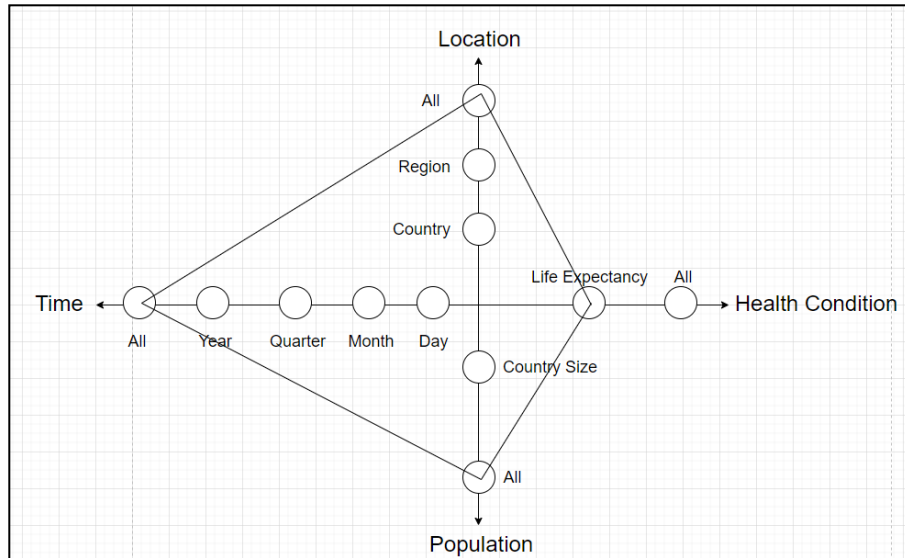 Location
All
Region
Country
Life Expectancy
All
Time
Health Condition
All
Year
Quarter
Month
Day
Country Size
All
Population